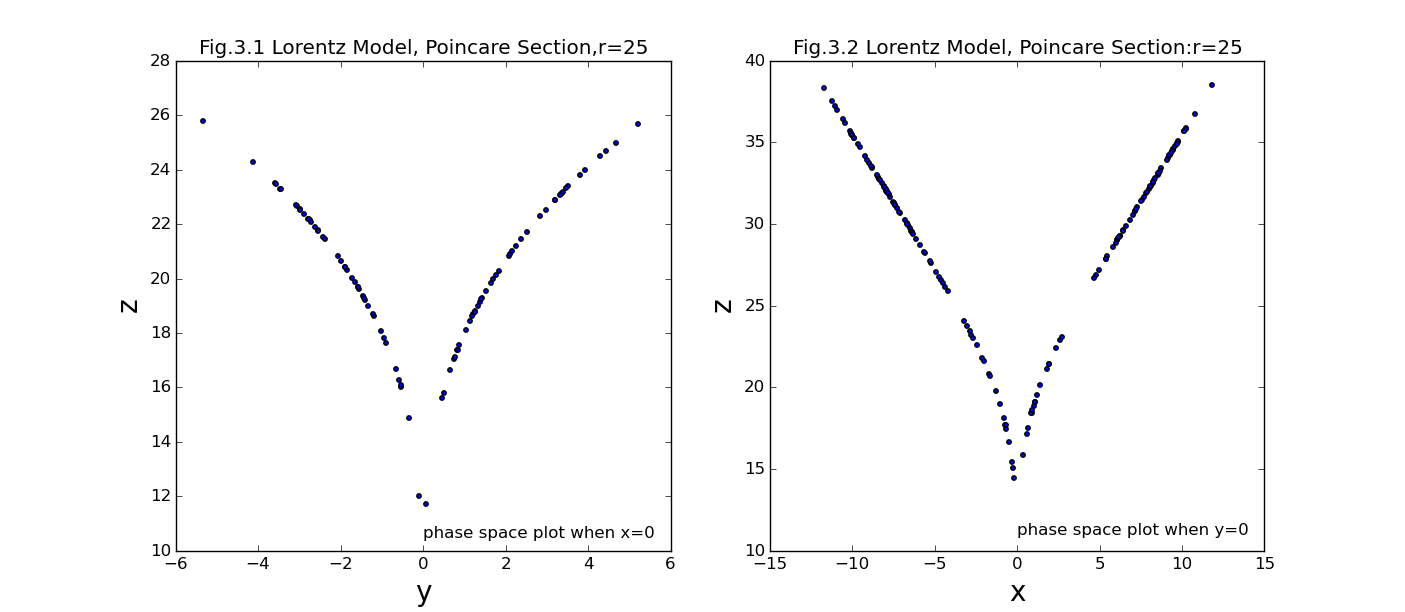 Fig.3.1 Lorentz Model, Poincare Section,r=25
28
26
24
22
20
18
16
14
12
10
z
phase space plot when x=0
−6 −4 −2 0 2 4 6
y
Fig.3.2 Lorentz Model, Poincare Section:r=25
40
35
30
25
20
15
10
z
phase space plot when y=0
−15 −10 −5 0 5 10 15
x